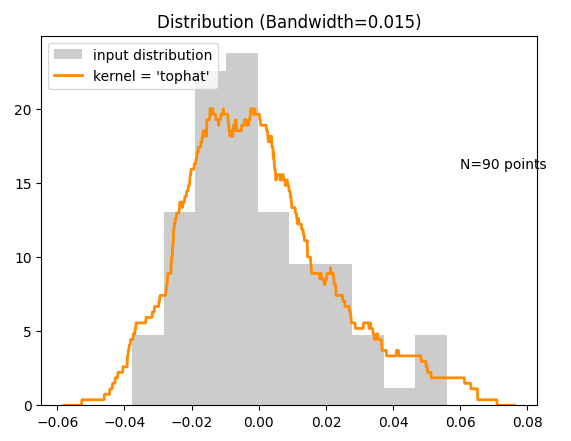 Distribution (Bandwidth=0.015)
input distribution
kernel = 'tophat'
N=90 points
20
15
10
5
0
−0.06 −0.04 −0.02 0.00 0.02 0.04 0.06 0.08